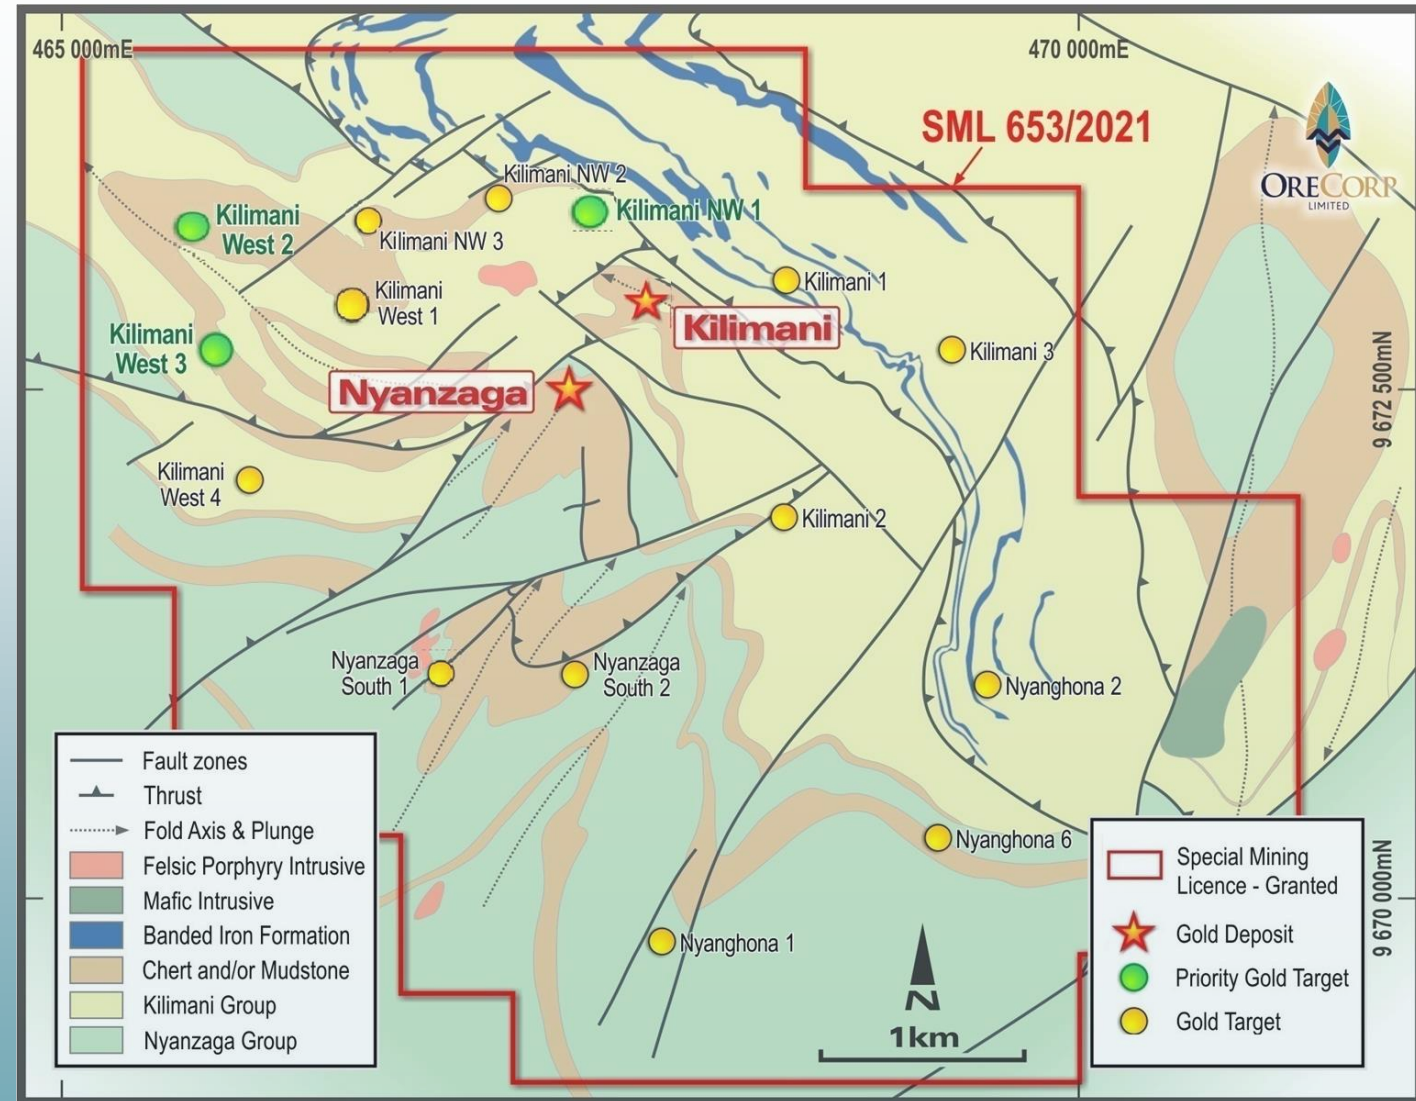 465 000mE
470 000mE
SML 653/2021
ORECORP
LIMITED
Kilimani NW 2
Kilimani
West 2
Kilimani NW 1
Kilimani NW 3
Kilimani 1
Kilimani
West 1
Kilimani
Kilimani
West 3
Kilimani 3
Nyanzaga
9 672 500mN
Kilimani
West 4
Kilimani 2
Nyanzaga
South 1
Nyanzaga
South 2
Nyanghona 2
Nyanghona 6
Nyanghona 1
9 670 000mN
Fault zones
Thrust
Fold Axis & Plunge
Felsic Porphyry Intrusive
Mafic Intrusive
Banded Iron Formation
Chert and/or Mudstone
Kilimani Group
Nyanzaga Group
N
1km
Special Mining
Licence - Granted
Gold Deposit
Priority Gold Target
Gold Target